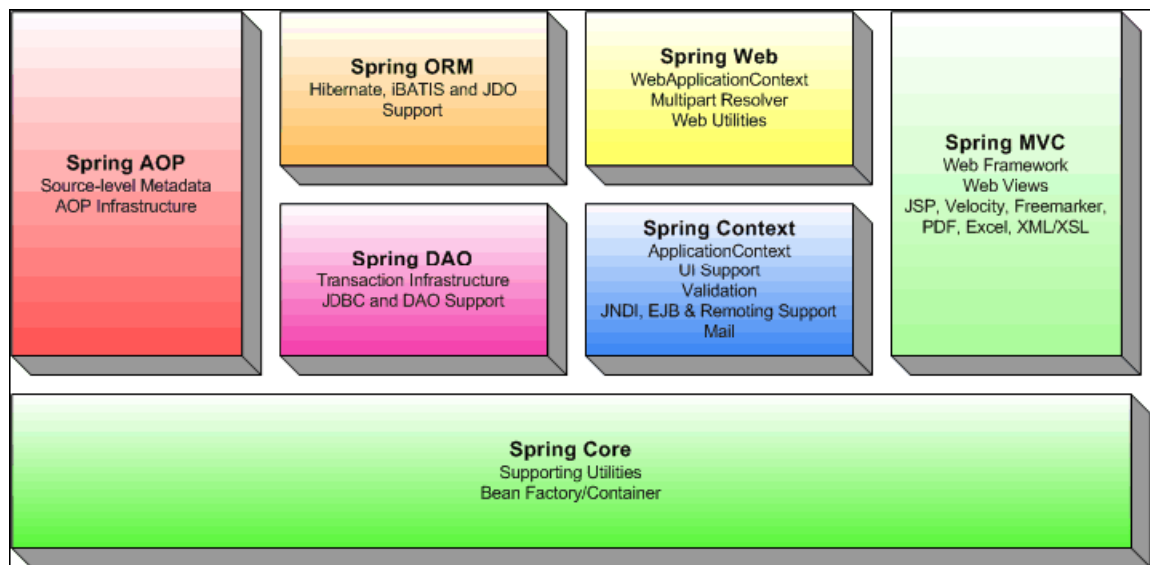 Spring AOP
Source-level Metadata
AOP Infrastructure
Spring ORM
Hibernate, iBATIS and JDO
Support
Spring Web
WebApplicationContext
Multipart Resolver
Web Utilities
Spring MVC
Web Framework
Web Views
JSP, Velocity, Freemarker,
PDF, Excel, XML/XSL
Spring DAO
Transaction Infrastructure
JDBC and DAO Support
Spring Context
ApplicationContext
UI Support
Validation
JNDI, EJB & Remoting Support
Mail
Spring Core
Supporting Utilities
Bean Factory/Container